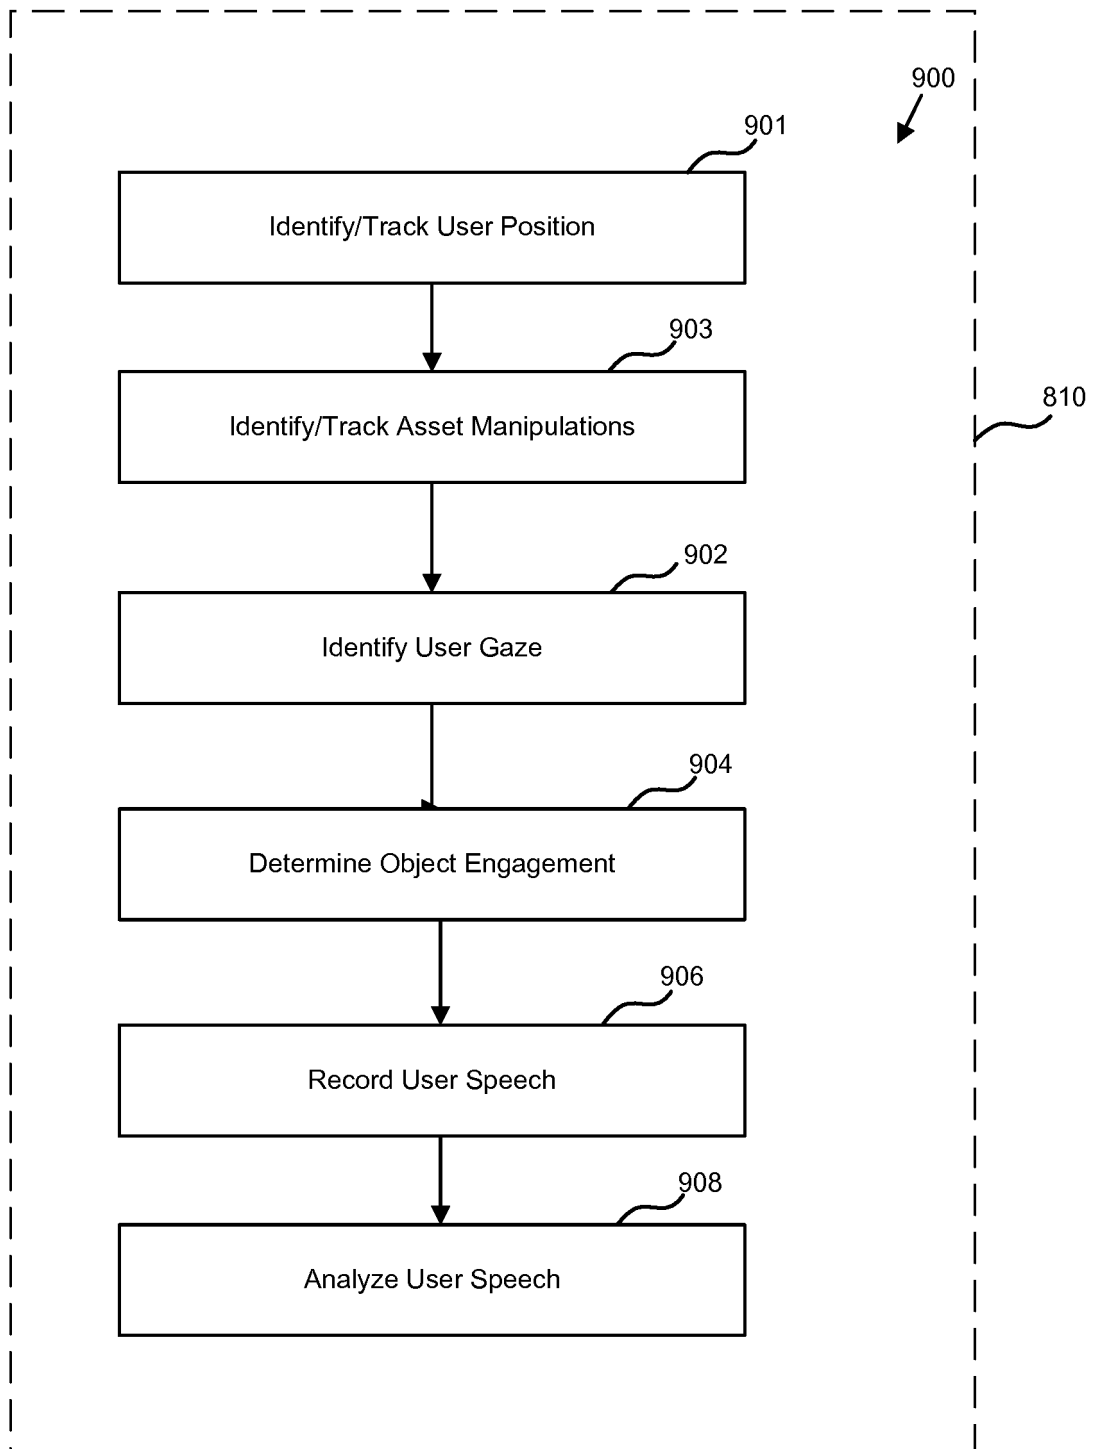 900
901
Identify/Track User Position
903
Identify/Track Asset Manipulations
810
902
Identify User Gaze
904
Determine Object Engagement
906
Record User Speech
908
Analyze User Speech